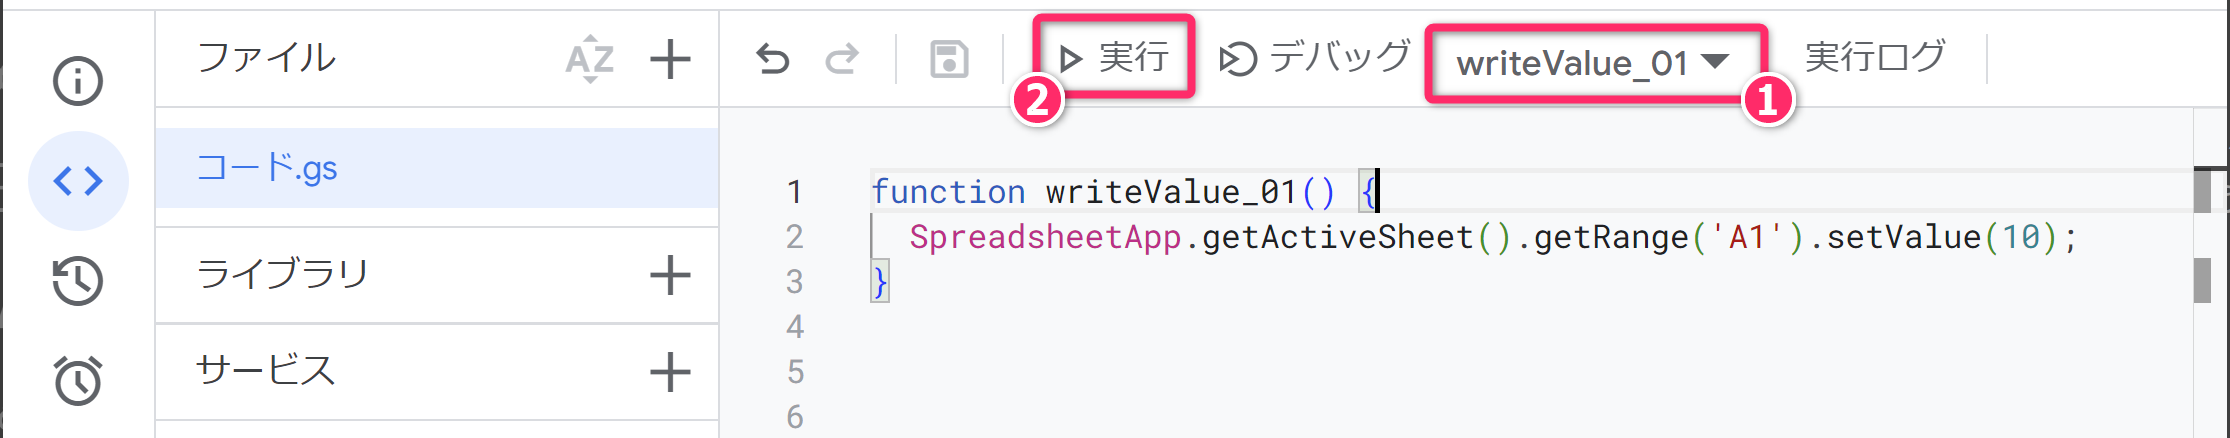 ファイル
AZ
コード.gs
ライブラリ
サービス
実行 デバッグ writeValue_01 実行ログ
2 1
1 function writeValue_01() {
2 SpreadsheetApp.getActiveSheet().getRange('A1').setValue(10);
3 }
4
5
6